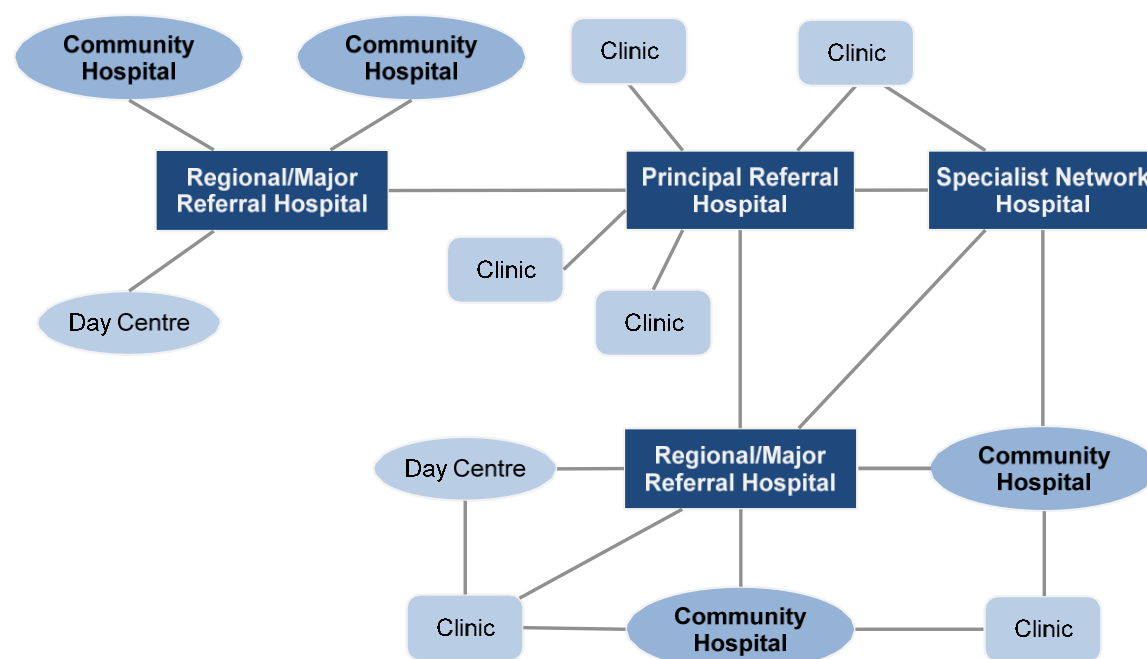 Community
Hospital
Community
Hospital
Clinic
Clinic
Regional/Major
Referral Hospital
Principal Referral
Hospital
Specialist Network
Hospital
Clinic
Clinic
Day Centre
Day Centre
Regional/Major
Referral Hospital
Community
Hospital
Clinic
Community
Hospital
Clinic